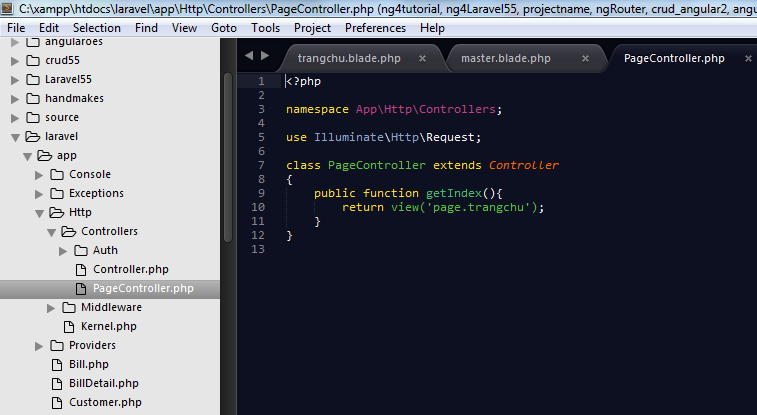 C:\xampp\htdocs\laravel\app\Http\Controllers\PageController.php (ng4tutorial, ng4Laravel55, projectname, ngRouter, crud_angular2, angu
File Edit Selection Find View Goto Tools Project Preferences Help
angularoes
crud55
Laravel55
handmakes
source
laravel
app
Console
Exceptions
Http
Controllers
Auth
Controller.php
PageController.php
Middleware
Kernel.php
Providers
Bill.php
BillDetail.php
Customer.php
trangchu.blade.php × master.blade.php × PageController.php ×
1 <?php
2
3 namespace App\Http\Controllers;
4
5 use Illuminate\Http\Request;
6
7 class PageController extends Controller
8 {
9 public function getIndex(){
10 return view('page.trangchu');
11 }
12 }
13